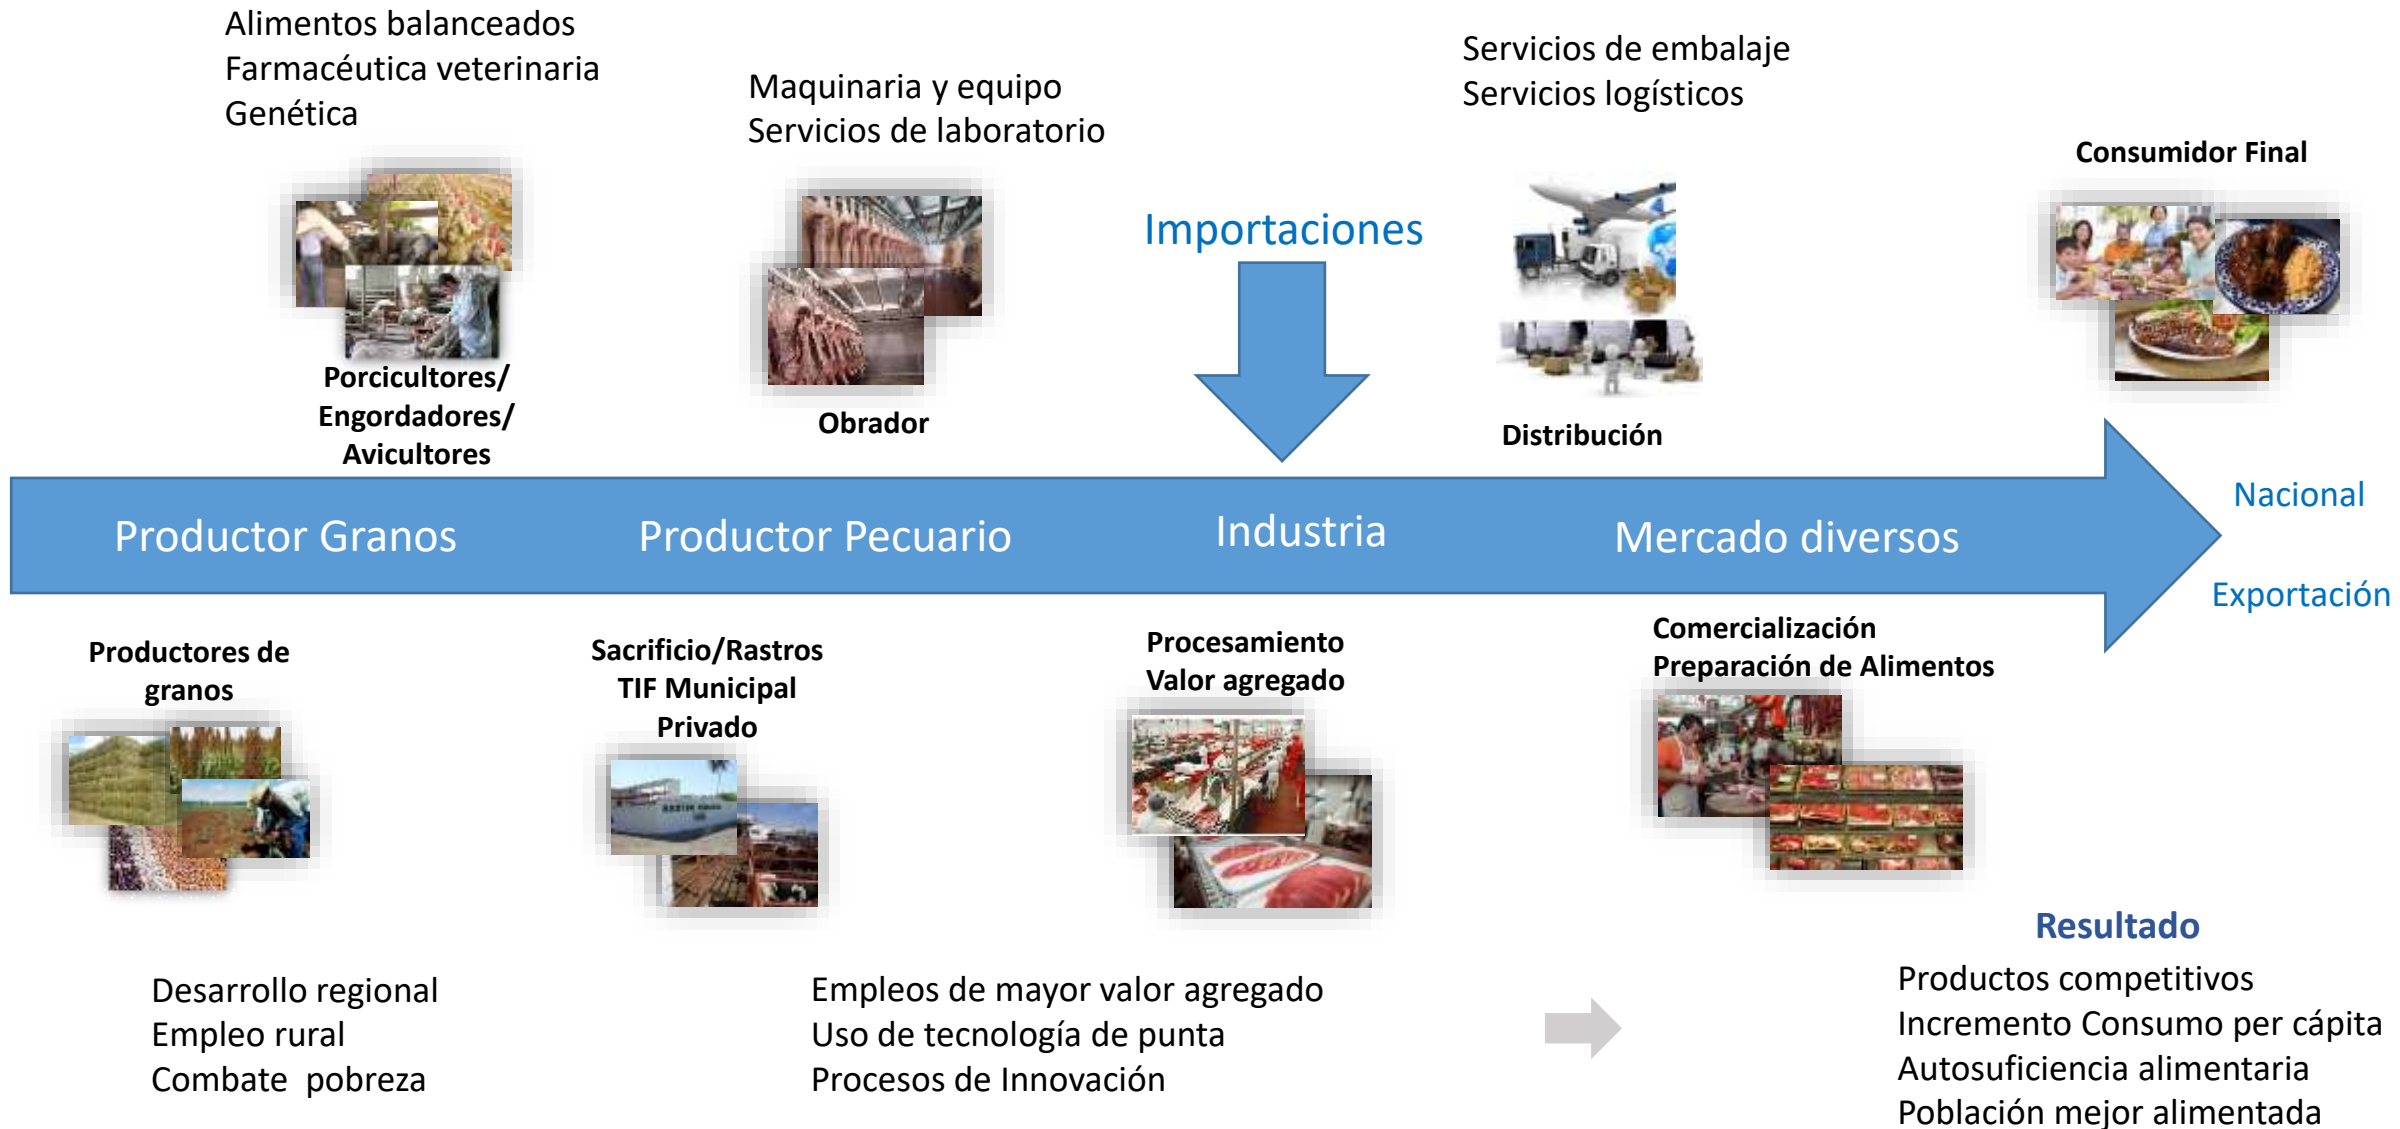 Alimentos balanceados
Farmacéutica veterinaria
Genética
Maquinaria y equipo
Servicios de laboratorio
Servicios de embalaje
Servicios logísticos
Consumidor Final
Importaciones
Porcicultores/
Engordadores/
Avicultores
Obrador
Distribución
Productor Granos
Productor Pecuario
Industria
Mercado diversos
Nacional
Exportación
Productores de
granos
Sacrificio/Rastros
TIF Municipal
Privado
Procesamiento
Valor agregado
Comercialización
Preparación de Alimentos
Desarrollo regional
Empleo rural
Combate  pobreza
Empleos de mayor valor agregado
Uso de tecnología de punta
Procesos de Innovación
Resultado
Productos competitivos
Incremento Consumo per cápita
Autosuficiencia alimentaria
Población mejor alimentada